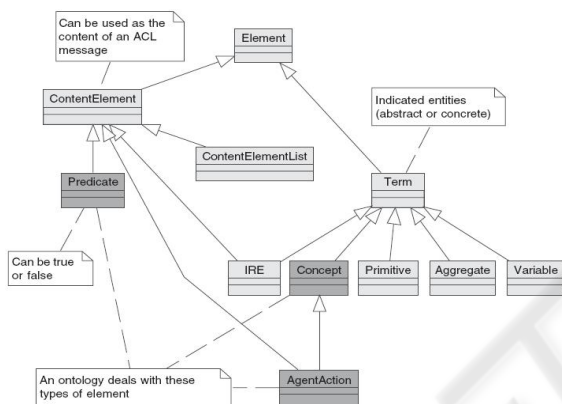 Can be used as the
content of an ACL
message
Element
ContentElement
Indicated entities
(abstract or concrete)
ContentElementList
Predicate
Term
Can be true
or false
IRE
Concept
Primitive
Aggregate
Variable
An ontology deals with these
types of element
AgentAction